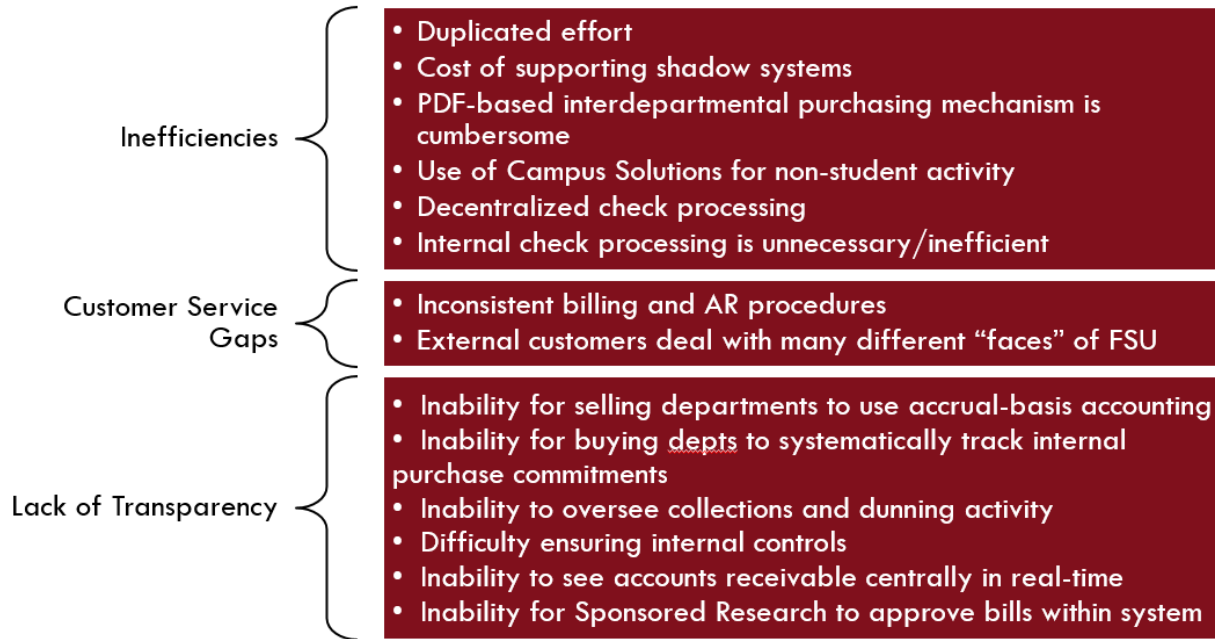 Inefficiencies
• Duplicated effort
• Cost of supporting shadow systems
• PDF-based interdepartmental purchasing mechanism is
cumbersome
• Use of Campus Solutions for non-student activity
• Decentralized check processing
• Internal check processing is unnecessary/inefficient
Customer Service
Gaps
• Inconsistent billing and AR procedures
• External customers deal with many different “faces” of FSU
Lack of Transparency
• Inability for selling departments to use accrual-basis accounting
• Inability for buying depts to systematically track internal
purchase commitments
• Inability to oversee collections and dunning activity
• Difficulty ensuring internal controls
• Inability to see accounts receivable centrally in real-time
• Inability for Sponsored Research to approve bills within system